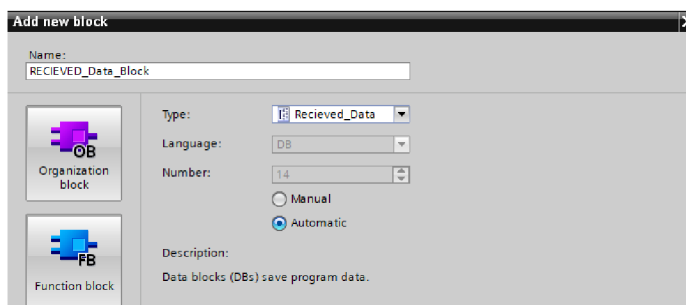 Add new block
X
Name:
RECIEVED_Data_Block
OB
Organization
block
FB
Function block
Type:
Recieved_Data
Language:
DB
Number:
14
Manual
Automatic
Description:
Data blocks (DBs) save program data.